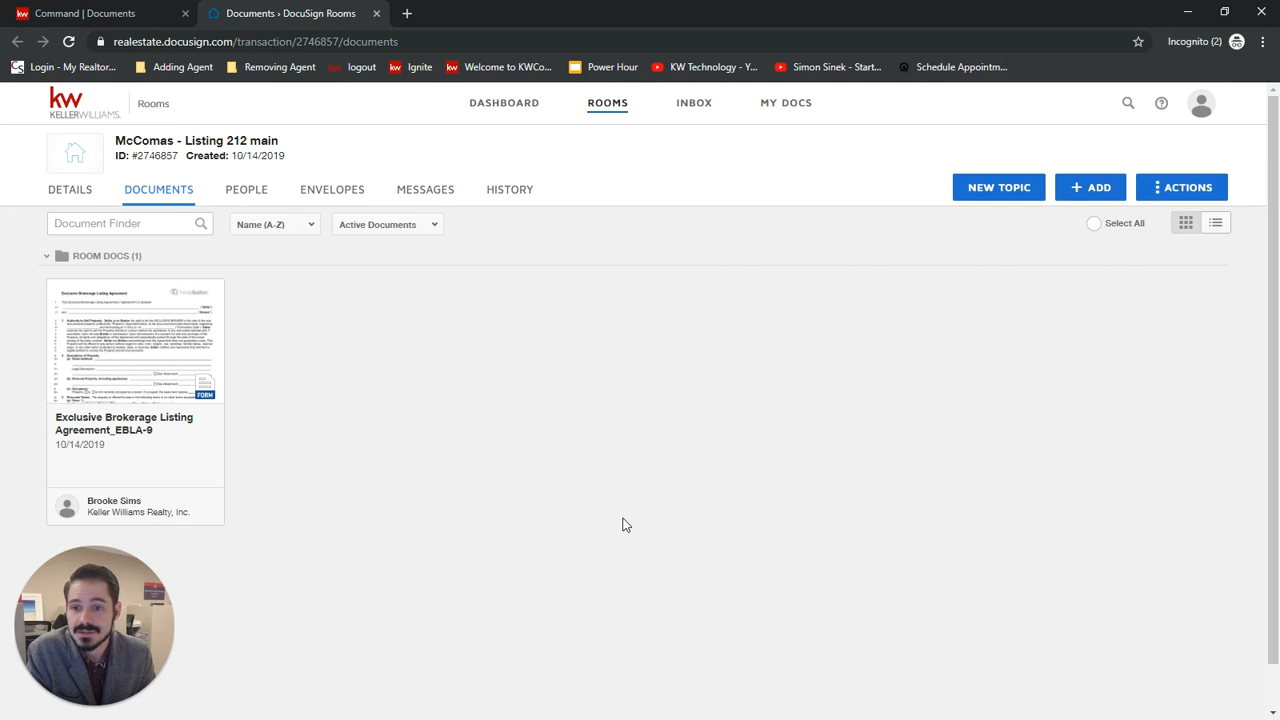 Command | Documents
Documents › DocuSign Rooms
realestate.docusign.com/transaction/2746857/documents
Incognito (2)
Login - My Realtor...
Adding Agent
Removing Agent
kw logout
kw Ignite
kw Welcome to KWCo...
Power Hour
KW Technology - Y...
Simon Sinek - Start...
Schedule Appointm...
kw
KELLERWILLIAMS.
Rooms
DASHBOARD
ROOMS
INBOX
MY DOCS
McComas - Listing 212 main
ID: #2746857 Created: 10/14/2019
DETAILS
DOCUMENTS
PEOPLE
ENVELOPES
MESSAGES
HISTORY
NEW TOPIC
+ ADD
ACTIONS
Document Finder
Name (A-Z)
Active Documents
Select All
ROOM DOCS (1)
Exclusive Brokerage Listing Agreement
FORM
Exclusive Brokerage Listing
Agreement_EBLA-9
10/14/2019
Brooke Sims
Keller Williams Realty, Inc.